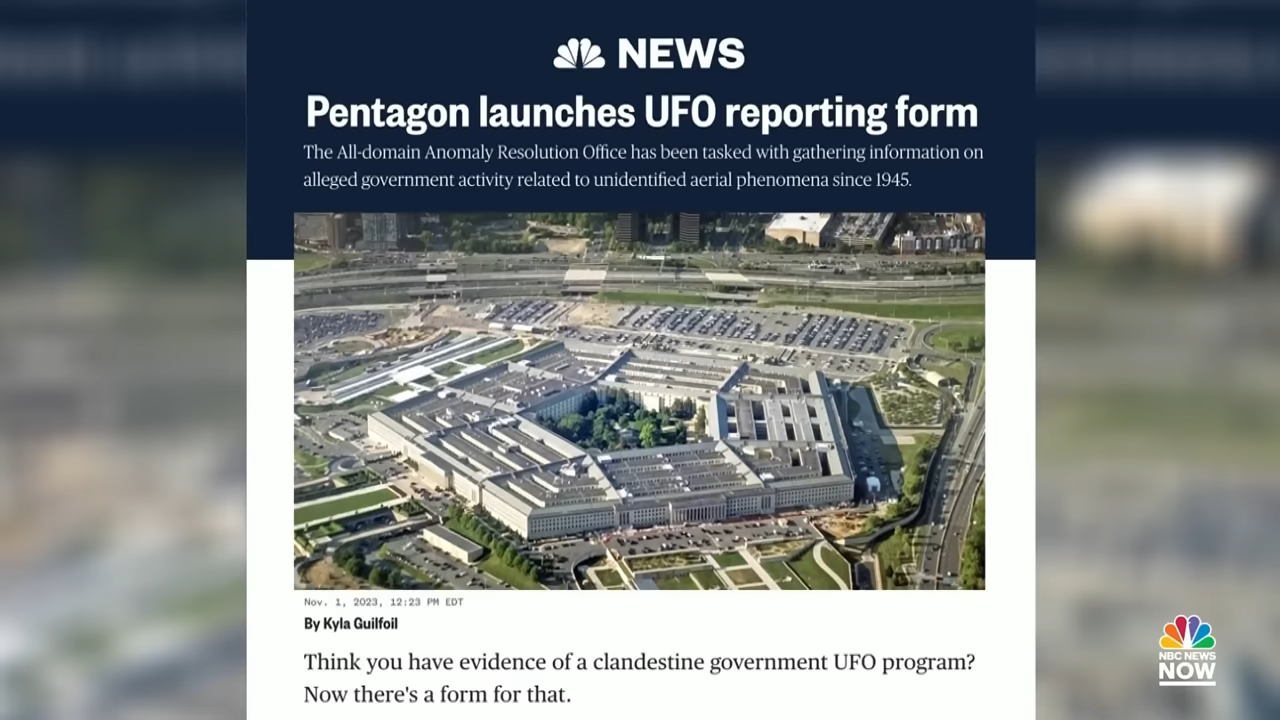 NEWS
Pentagon launches UFO reporting form
The All-domain Anomaly Resolution Office has been tasked with gathering information on
alleged government activity related to unidentified aerial phenomena since 1945.
Nov. 1, 2023, 12:23 PM EDT
By Kyla Guilfoil
Think you have evidence of a clandestine government UFO program?
Now there's a form for that.
NBC NEWS
NOW